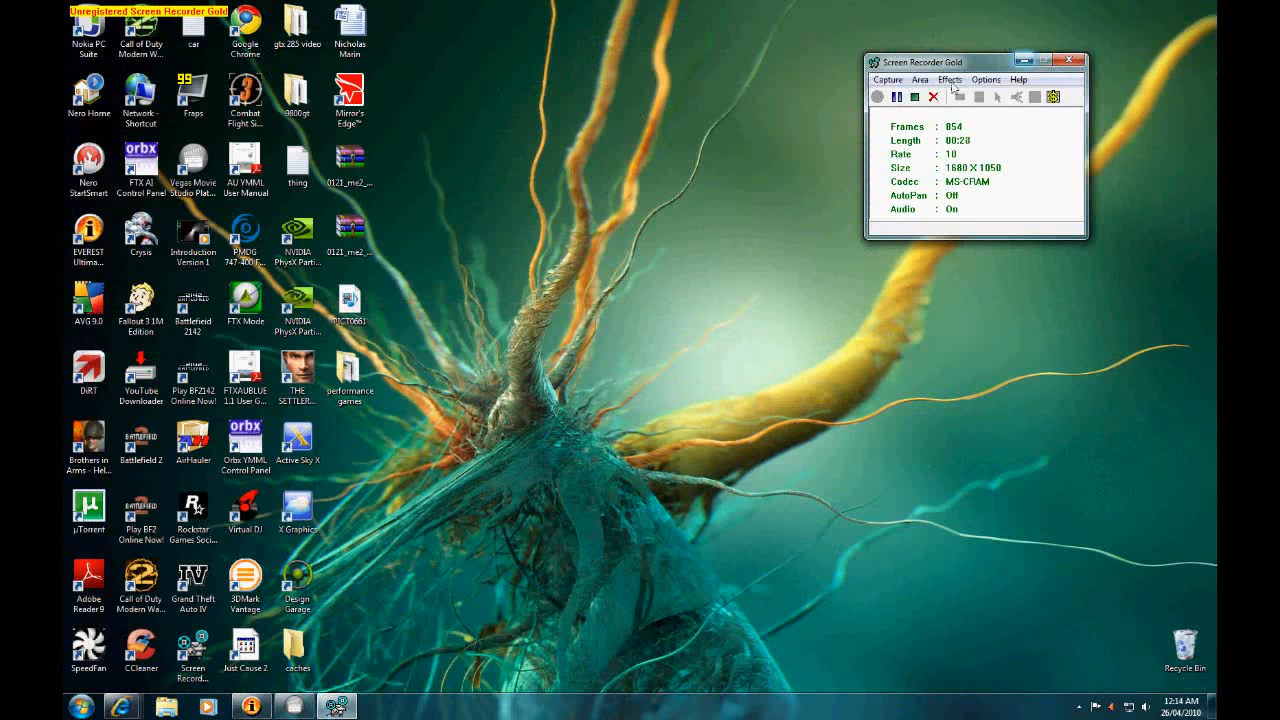 Unregistered Screen Recorder Gold
Nokia PC
Suite
Call of Duty
Modern W...
car
Google
Chrome
gtx 285 video
Nicholas
Marin
Nero Home
Network -
Shortcut
99
Fraps
3
Combat
Flight Si...
9800gt
Mirror's
Edge™
Nero
StartSmart
orbx
FTX AI
Control Panel
Vegas Movie
Studio Plat...
AU YMML
User Manual
thing
0121_me2_...
EVEREST
Ultima...
Crysis
Introduction
Version 1
PMDG
747-400 F...
NVIDIA
PhysX Parti...
0121_me2_...
AVG 9.0
Fallout 3 1M
Edition
Battlefield
2142
FTX Mode
NVIDIA
PhysX Parti...
PICT0661
DiRT
YouTube
Downloader
Play BF2142
Online Now!
FTXAUBLUE
1.1 User G...
THE
SETTLER...
performance
games
Brothers in
Arms - Hel...
Battlefield 2
AirHauler
orbx
Orbx YMML
Control Panel
Active Sky X
µTorrent
Play BF2
Online Now!
Rockstar
Games Soci...
Virtual DJ
X Graphics
Adobe
Reader 9
Call of Duty
Modern Wa...
IV
Grand Theft
Auto IV
3DMark
Vantage
Design
Garage
SpeedFan
CCleaner
Screen
Record...
Just Cause 2
caches
Screen Recorder Gold
Capture Area Effects Options Help
Frames : 054
Length : 00:28
Rate : 10
Size : 1680 X 1050
Codec : MS-CRAM
AutoPan : Off
Audio : On
Recycle Bin
12:14 AM
26/04/2010